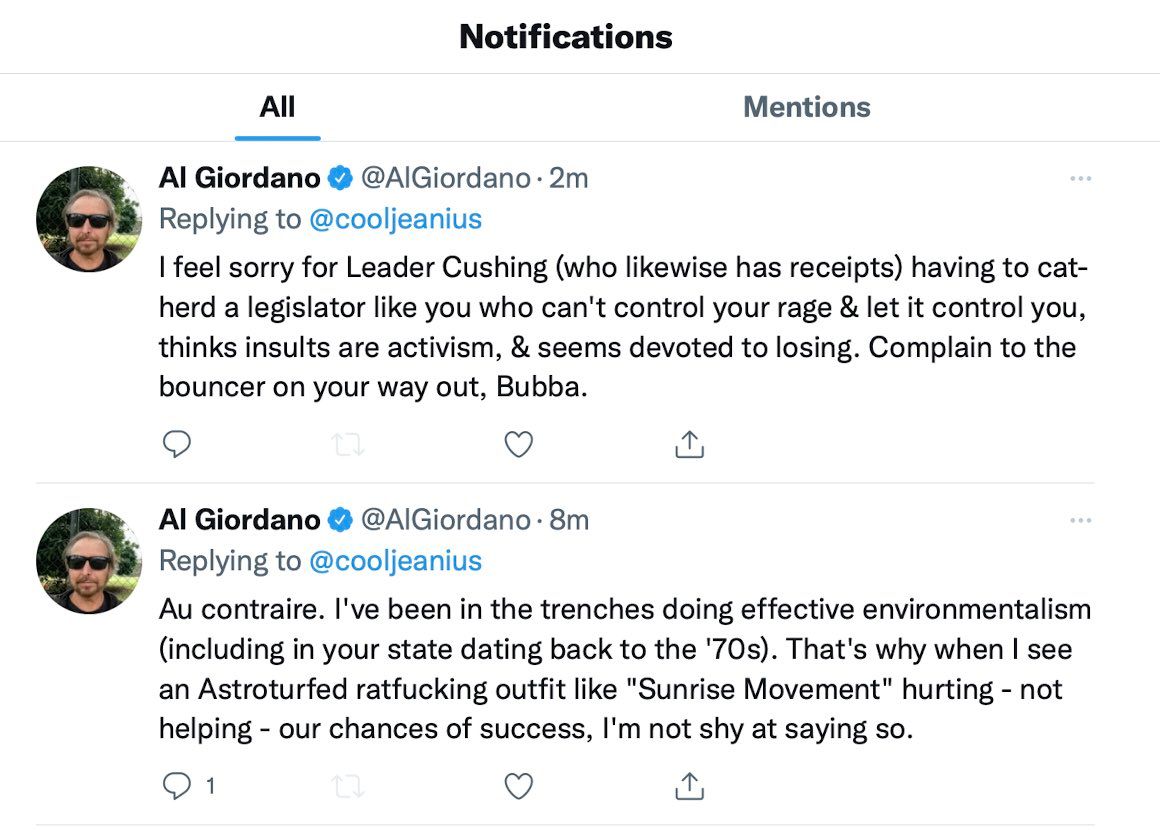 Notifications
All
Mentions
Al Giordano @AlGiordano · 2m
Replying to @cooljeanius
I feel sorry for Leader Cushing (who likewise has receipts) having to cat-
herd a legislator like you who can't control your rage & let it control you,
thinks insults are activism, & seems devoted to losing. Complain to the
bouncer on your way out, Bubba.
Al Giordano @AlGiordano · 8m
Replying to @cooljeanius
Au contraire. I've been in the trenches doing effective environmentalism
(including in your state dating back to the '70s). That's why when I see
an Astroturfed ratfucking outfit like "Sunrise Movement" hurting - not
helping - our chances of success, I'm not shy at saying so.
1